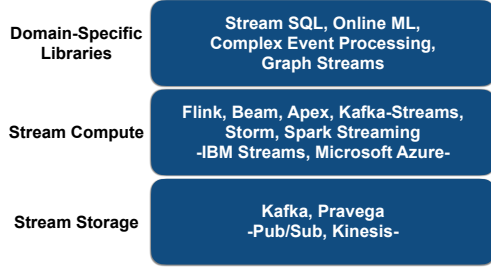 Domain-Specific
Libraries
Stream SQL, Online ML,
Complex Event Processing,
Graph Streams
Stream Compute
Flink, Beam, Apex, Kafka-Streams,
Storm, Spark Streaming
-IBM Streams, Microsoft Azure-
Stream Storage
Kafka, Pravega
-Pub/Sub, Kinesis-